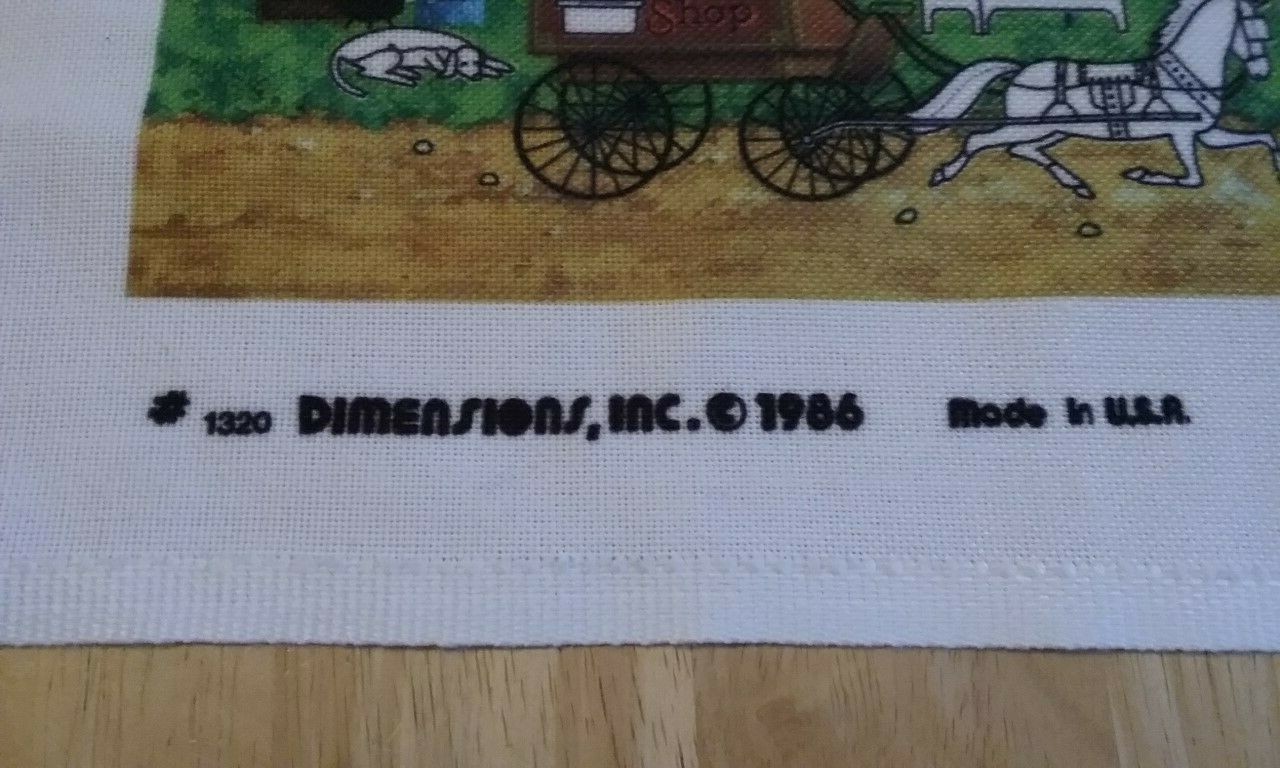 Shop
# 1320 DIMENSIONS, INC. © 1986 Made in U.S.A.